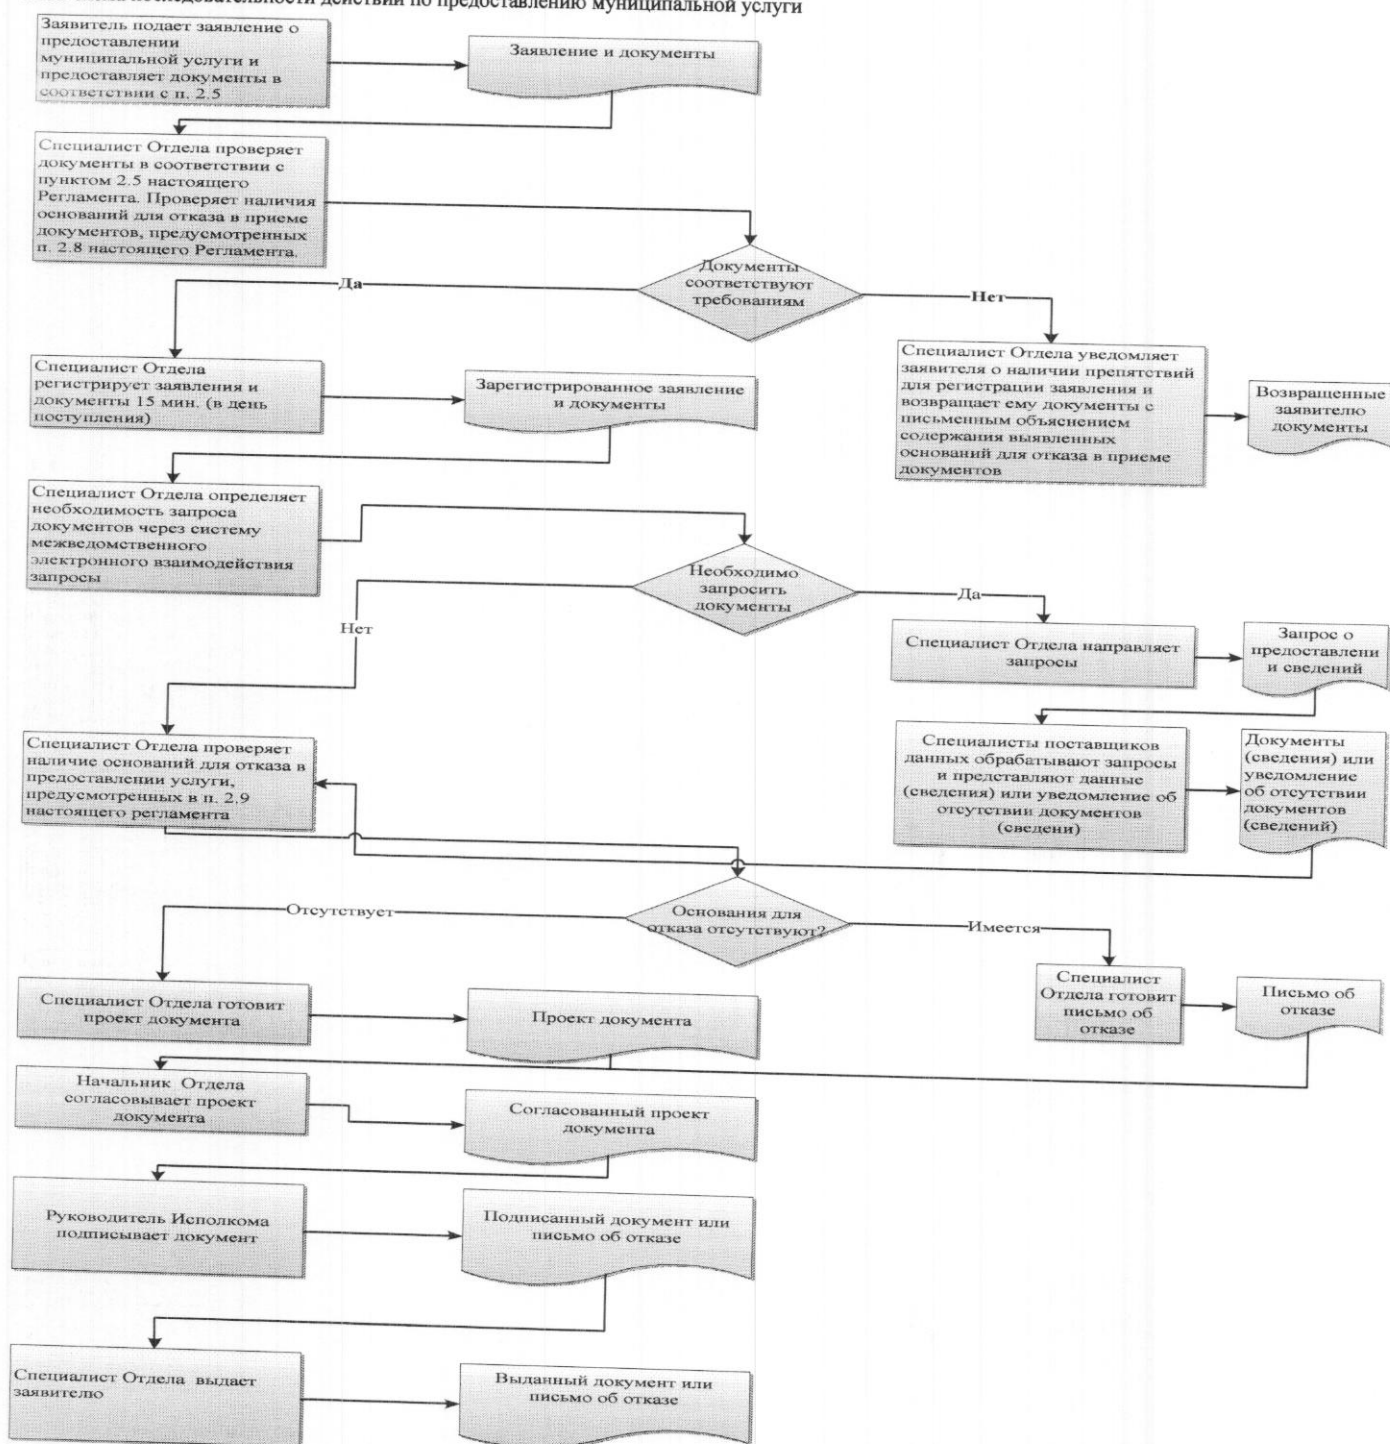 последовательности действий по предоставлению муниципальной услуги
Заявитель подает заявление о
предоставлении
муниципальной услуги и
предоставляет документы в
соответствии с п. 2.5
Заявление и документы
Специалист Отдела проверяет
документы в соответствии с
пунктом 2.5 настоящего
Регламента. Проверяет наличия
оснований для отказа в приеме
документов, предусмотренных
п. 2.8 настоящего Регламента.
Документы
соответствуют
требованиям
Да
Нет
Специалист Отдела
регистрирует заявления и
документы 15 мин. (в день
поступления)
Зарегистрированное заявление
и документы
Специалист Отдела уведомляет
заявителя о наличии препятствий
для регистрации заявления и
возвращает ему документы с
письменным объяснением
содержания выявленных
оснований для отказа в приеме
документов
Возвращенные
заявителю
документы
Специалист Отдела определяет
необходимость запроса
документов через систему
межведомственного
электронного взаимодействия
запросы
Необходимо
запросить
документы
Нет
Да
Специалист Отдела направляет
запросы
Запрос о
предоставлени
и сведений
Специалист Отдела проверяет
наличие оснований для отказа в
предоставлении услуги,
предусмотренных в п. 2.9
настоящего регламента
Специалисты поставщиков
данных обрабатывают запросы
и представляют данные
(сведения) или уведомление об
отсутствии документов
(сведени)
Документы
(сведения) или
уведомление
об отсутствии
документов
(сведений)
Основания для
отказа отсутствуют?
Отсутствует
Имеется
Специалист Отдела готовит
проект документа
Проект документа
Специалист
Отдела готовит
письмо об
отказе
Письмо об
отказе
Начальник Отдела
согласовывает проект
документа
Согласованный проект
документа
Руководитель Исполкома
подписывает документ
Подписанный документ или
письмо об отказе
Специалист Отдела выдает
заявителю
Выданный документ или
письмо об отказе